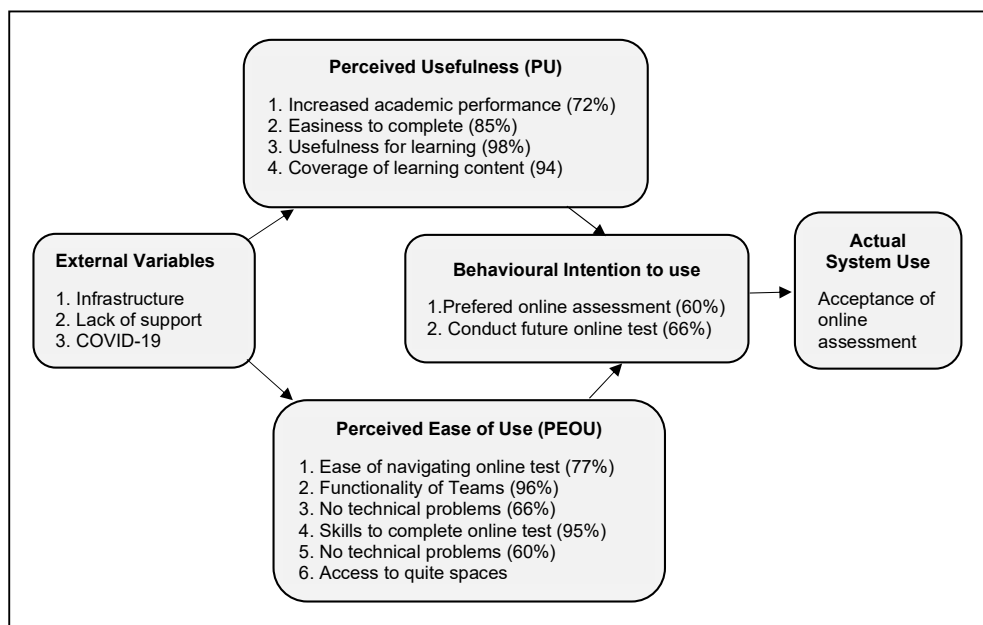 Perceived Usefulness (PU)
1. Increased academic performance (72%)
2. Easiness to complete (85%)
3. Usefulness for learning (98%)
4. Coverage of learning content (94)
External Variables
1. Infrastructure
2. Lack of support
3. COVID-19
Behavioural Intention to use
1.Prefered online assessment (60%)
2. Conduct future online test (66%)
Actual
System Use
Acceptance of
online
assessment
Perceived Ease of Use (PEOU)
1. Ease of navigating online test (77%)
2. Functionality of Teams (96%)
3. No technical problems (66%)
4. Skills to complete online test (95%)
5. No technical problems (60%)
6. Access to quite spaces